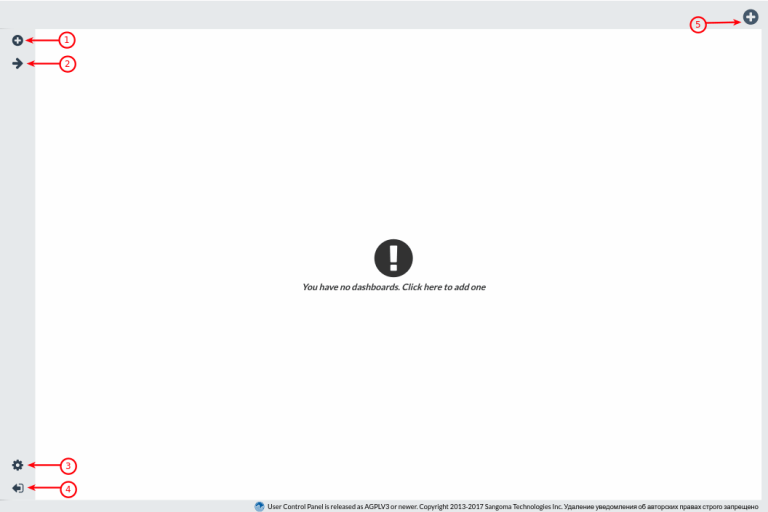 5
1
2
You have no dashboards. Click here to add one
3
4
User Control Panel is released as AGPLV3 or newer. Copyright 2013-2017 Sangoma Technologies Inc. Удаление уведомления об авторских правах строго запрещено